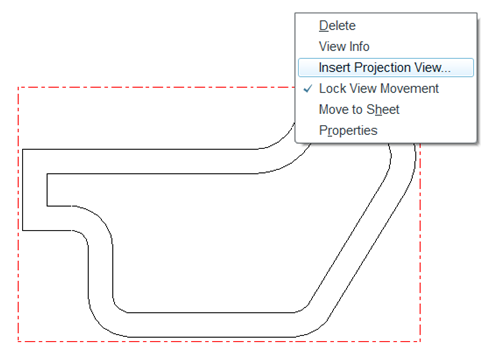 Delete
View Info
Insert Projection View...
Lock View Movement
Move to Sheet
Properties